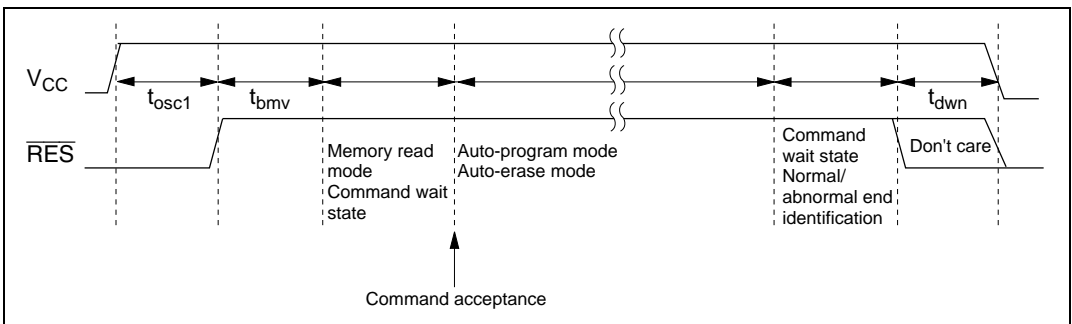 VCC
tosc1
tbmv
tdwn
RES
Memory read
mode
Command wait
state
Auto-program mode
Auto-erase mode
Command
wait state
Normal/
abnormal end
identification
Don't care
Command acceptance